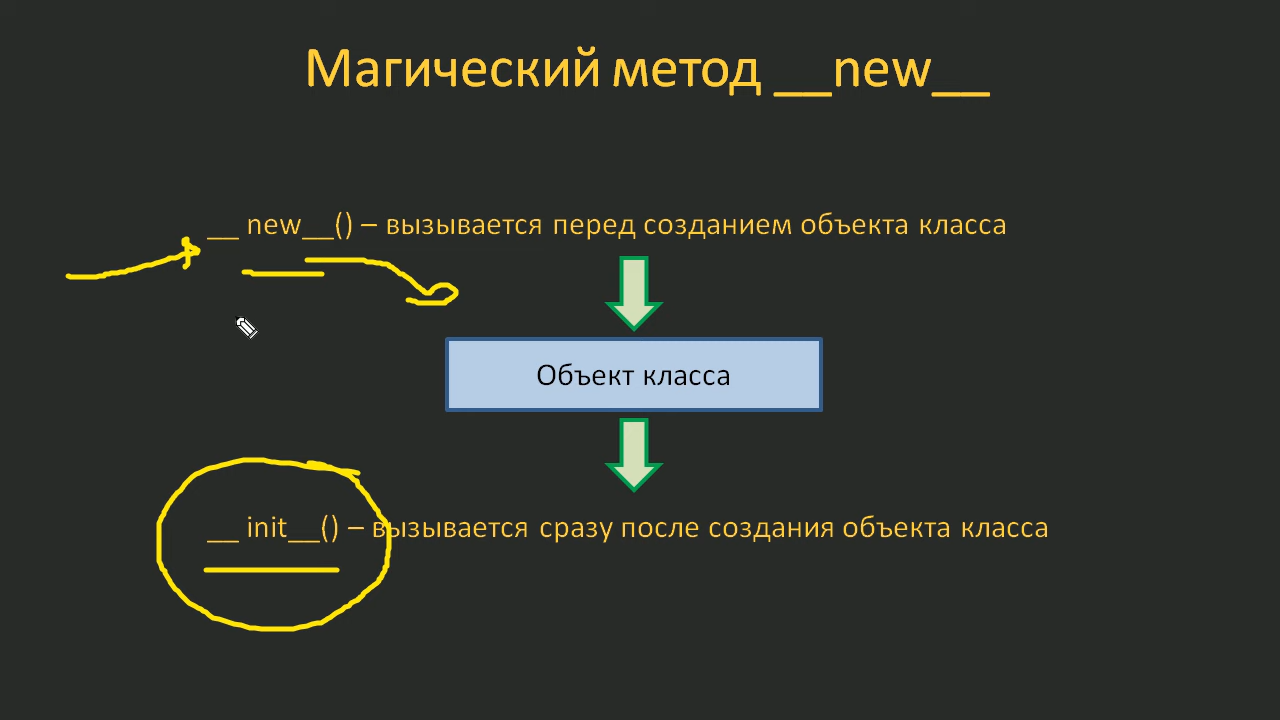 Магический метод __new__
__ new__() – вызывается перед созданием объекта класса
Объект класса
__ init__() – вызывается сразу после создания объекта класса